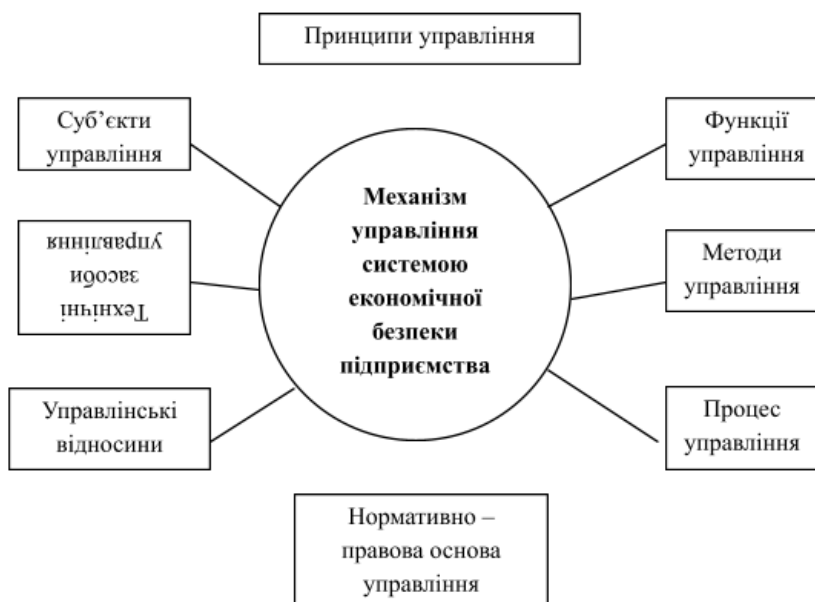 Принципи управління
Суб’єкти
управління
Функції
управління
Механізм
управління
системою
економічної
безпеки
підприємства
Технічні
засоби
управління
Методи
управління
Управлінські
відносини
Процес
управління
Нормативно –
правова основа
управління